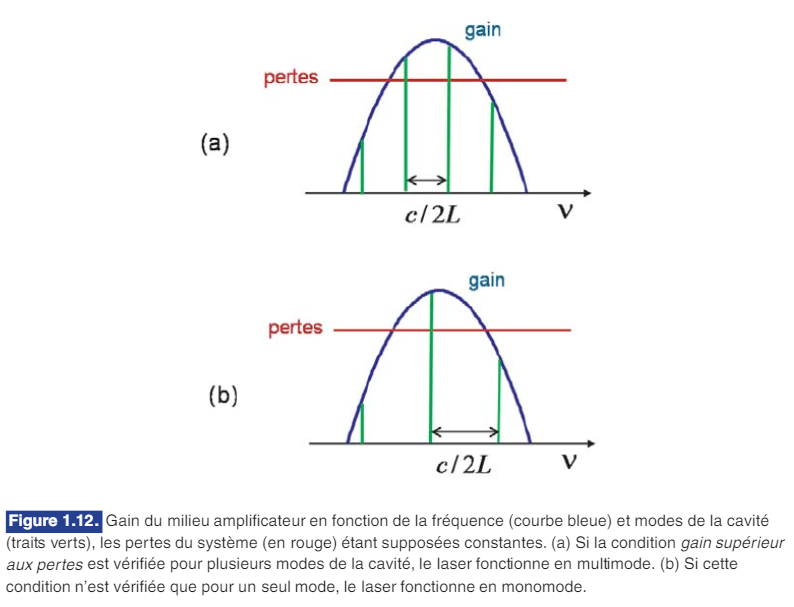 gain
pertes
(a)
c/2L
ν
gain
pertes
(b)
c/2L
ν
Figure 1.12. Gain du milieu amplificateur en fonction de la fréquence (courbe bleue) et modes de la cavité
(traits verts), les pertes du système (en rouge) étant supposées constantes. (a) Si la condition gain supérieur
aux pertes est vérifiée pour plusieurs modes de la cavité, le laser fonctionne en multimode. (b) Si cette
condition n'est vérifiée que pour un seul mode, le laser fonctionne en monomode.